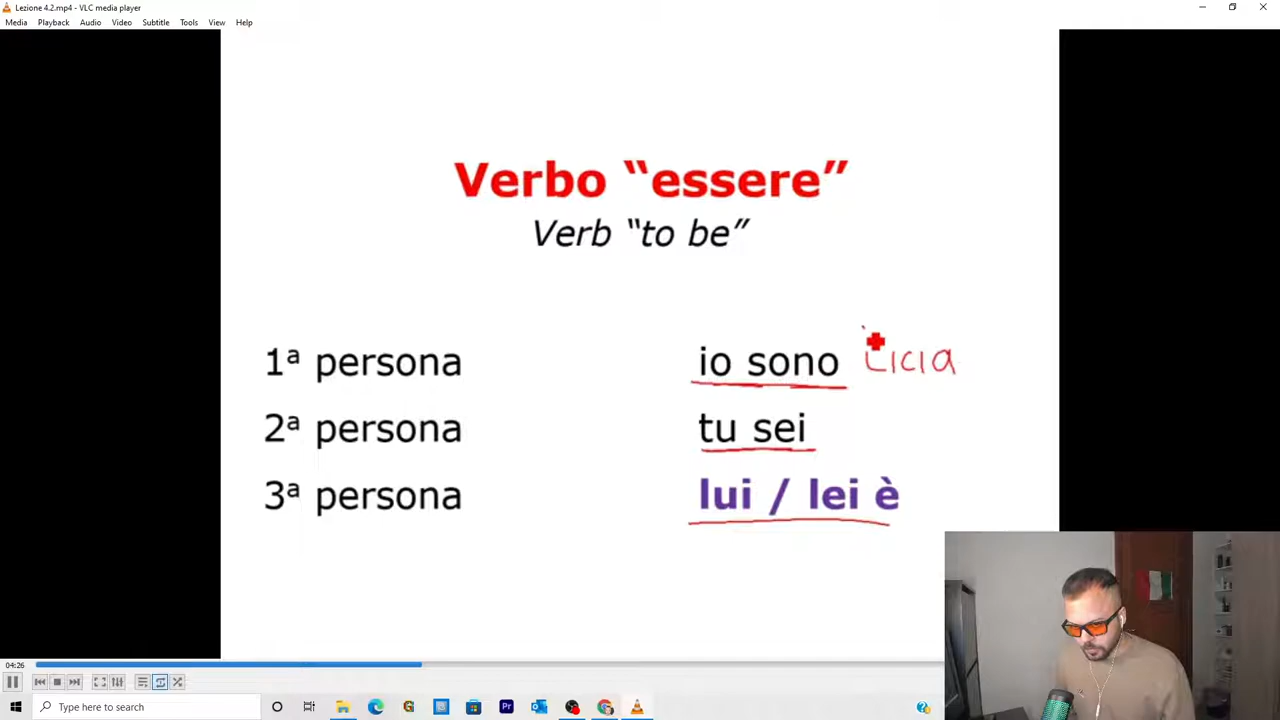 Lezione 4.2.mp4 - VLC media player
Media Playback Audio Video Subtitle Tools View Help
Verbo “essere”
Verb “to be”
1ª persona io sono Licia
2ª persona tu sei
3ª persona lui / lei è
04:26
Type here to search
Pr